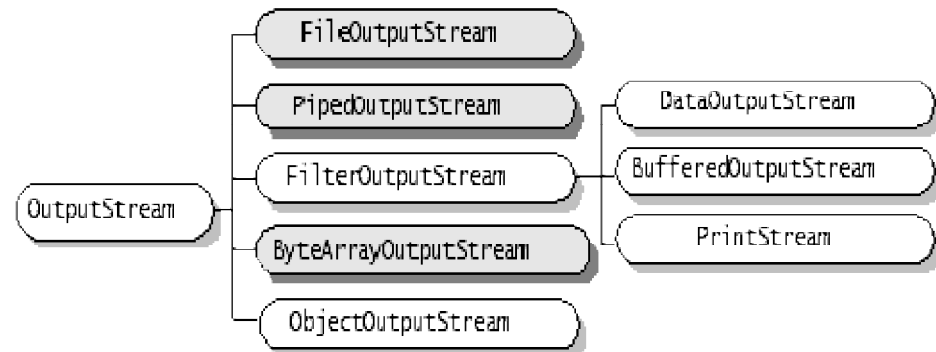 FileOutputStream
PipedOutputStream
DataOutputStream
FilterOutputStream
BufferedOutputStream
OutputStream
PrintStream
ByteArrayOutputStream
ObjectOutputStream